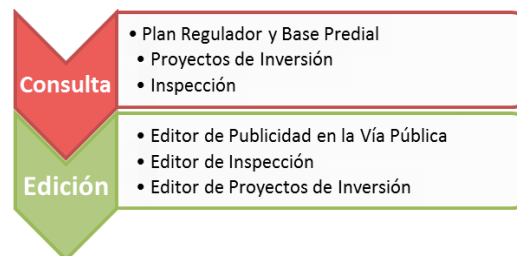 Consulta
• Plan Regulador y Base Predial
• Proyectos de Inversión
• Inspección
Edición
• Editor de Publicidad en la Vía Pública
• Editor de Inspección
• Editor de Proyectos de Inversión